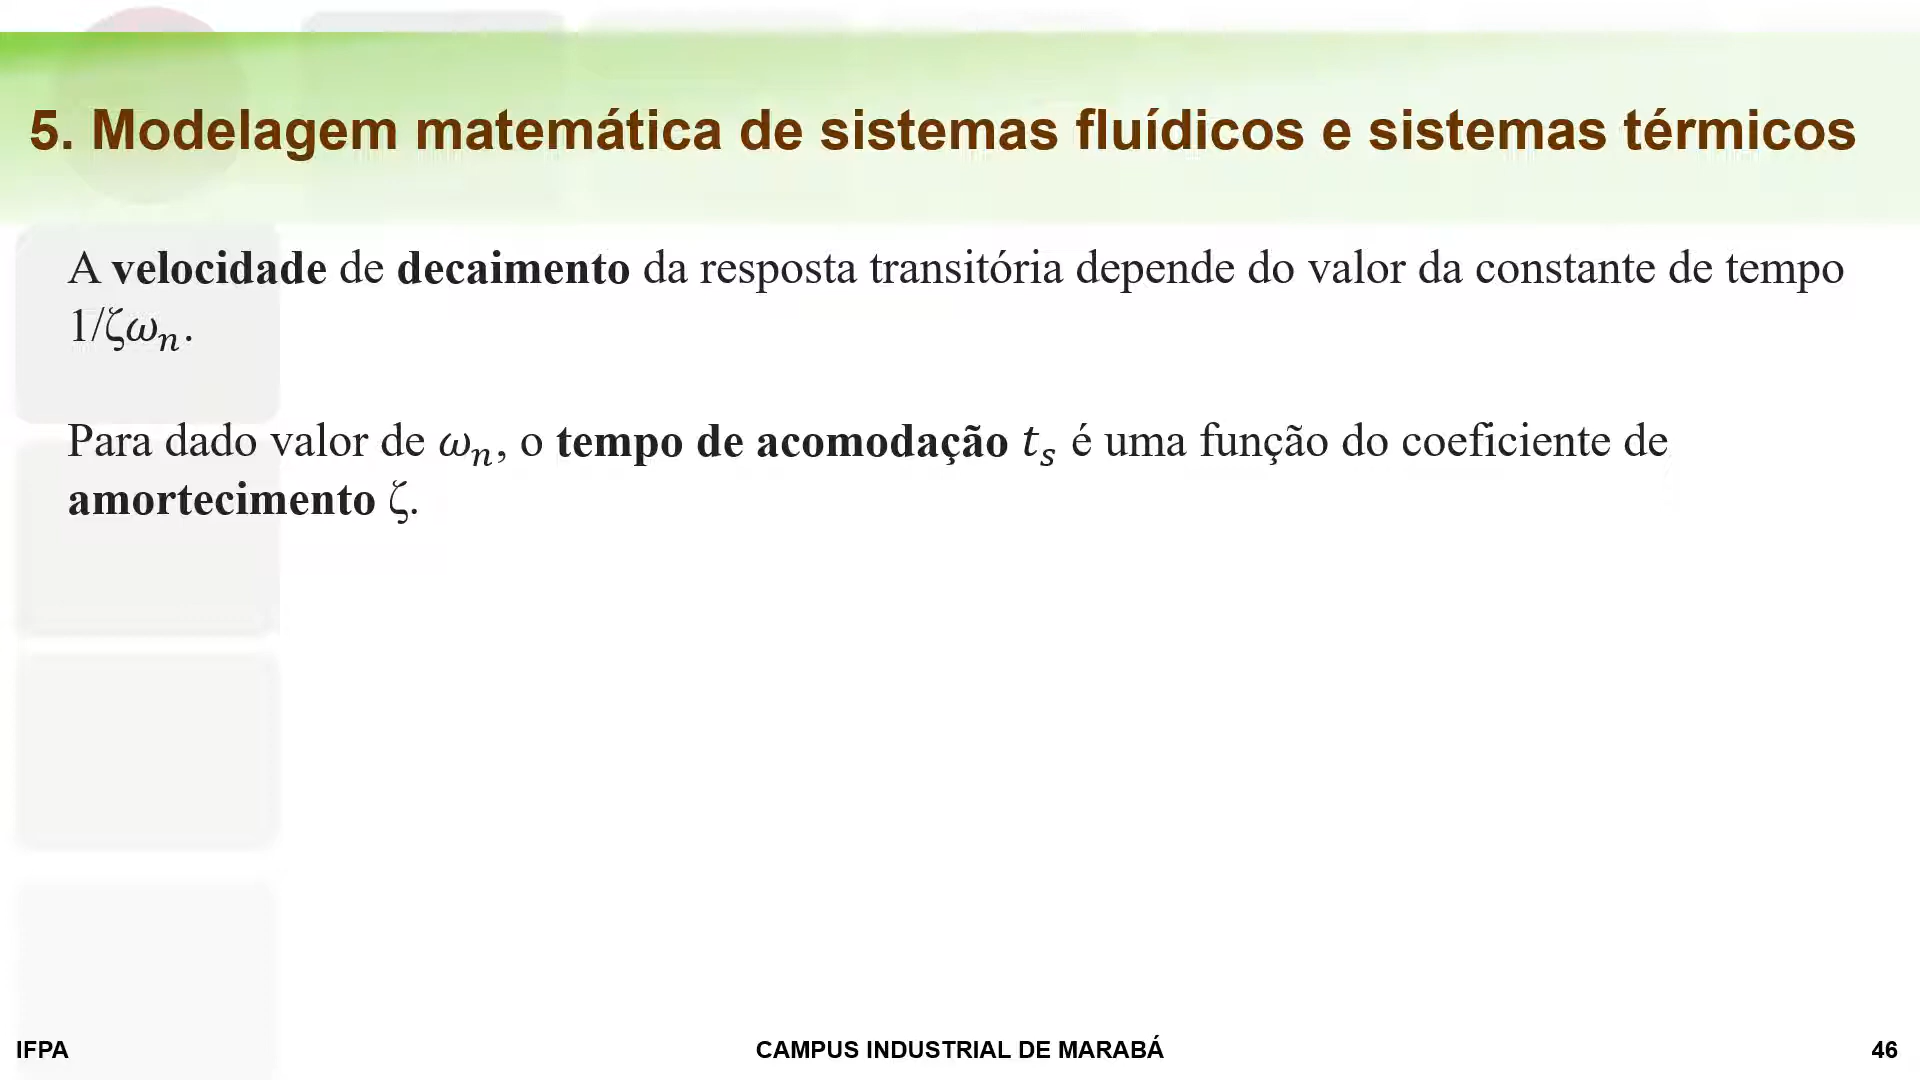 5. Modelagem matemática de sistemas fluídicos e sistemas térmicos
A velocidade de decaimento da resposta transitória depende do valor da constante de tempo
1/ζωₙ.
Para dado valor de ωₙ, o tempo de acomodação tₛ é uma função do coeficiente de
amortecimento ζ.
IFPA
CAMPUS INDUSTRIAL DE MARABÁ
46